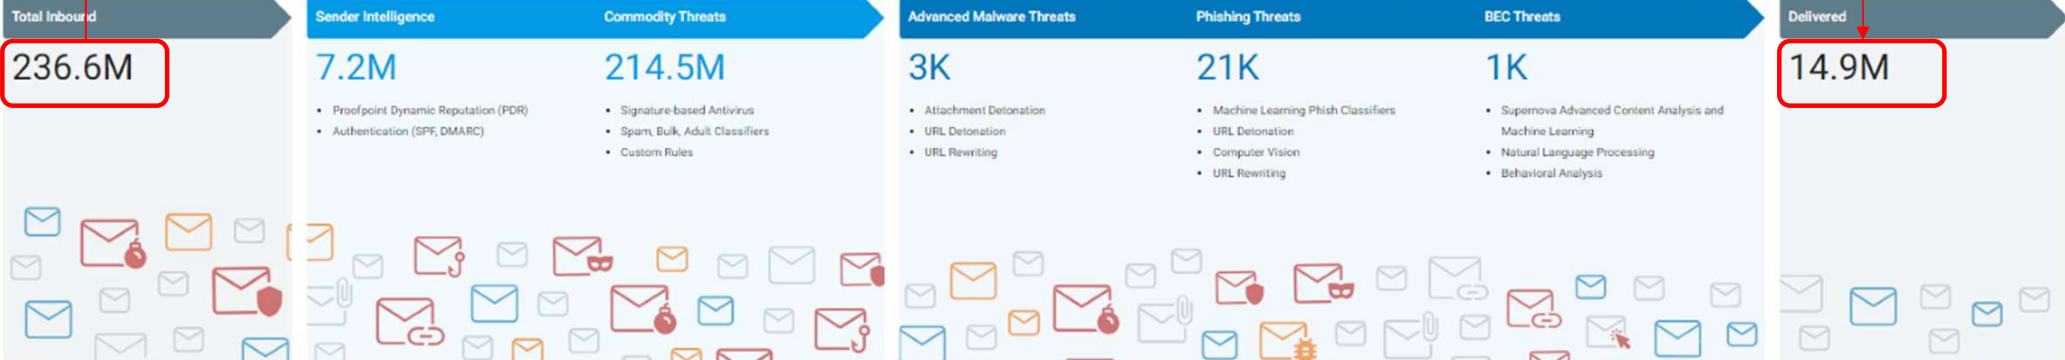 Total Inbound
236.6M
Sender Intelligence
7.2M
Proofpoint Dynamic Reputation (PDR)
Authentication (SPF, DMARC)
Commodity Threats
214.5M
Signature-based Antivirus
Spam, Bulk, Adult Classifiers
Custom Rules
Advanced Malware Threats
3K
Attachment Detonation
URL Detonation
URL Rewriting
Phishing Threats
21K
Machine Learning Phish Classifiers
URL Detonation
Computer Vision
URL Rewriting
BEC Threats
1K
Supernova Advanced Content Analysis and
Machine Learning
Natural Language Processing
Behavioral Analysis
Delivered
14.9M